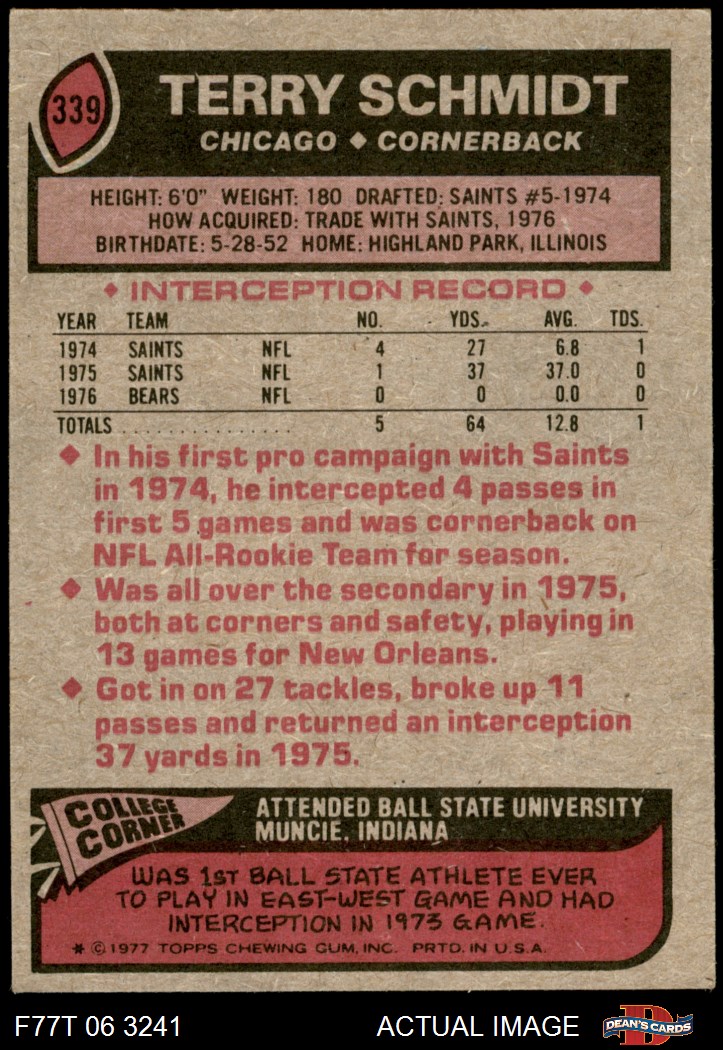 339
TERRY SCHMIDT
CHICAGO ◆ CORNERBACK
HEIGHT: 6'0" WEIGHT: 180 DRAFTED: SAINTS #5-1974
HOW ACQUIRED: TRADE WITH SAINTS, 1976
BIRTHDATE: 5-28-52 HOME: HIGHLAND PARK, ILLINOIS
◆ INTERCEPTION RECORD ◆
YEAR TEAM NO. YDS. AVG. TDS.
1974 SAINTS NFL 4 27 6.8 1
1975 SAINTS NFL 1 37 37.0 0
1976 BEARS NFL 0 0 0.0 0
TOTALS . . . . . . . . . . . . . . . 5 64 12.8 1
◆ In his first pro campaign with Saints
in 1974, he intercepted 4 passes in
first 5 games and was cornerback on
NFL All-Rookie Team for season.
◆ Was all over the secondary in 1975,
both at corners and safety, playing in
13 games for New Orleans.
◆ Got in on 27 tackles, broke up 11
passes and returned an interception
37 yards in 1975.
COLLEGE
CORNER
ATTENDED BALL STATE UNIVERSITY
MUNCIE, INDIANA
WAS 1ST BALL STATE ATHLETE EVER
TO PLAY IN EAST-WEST GAME AND HAD
INTERCEPTION IN 1973 GAME.
* © 1977 TOPPS CHEWING GUM, INC. PRTD. IN U.S.A.
F77T 06 3241
ACTUAL IMAGE
D
DEAN'S CARDS